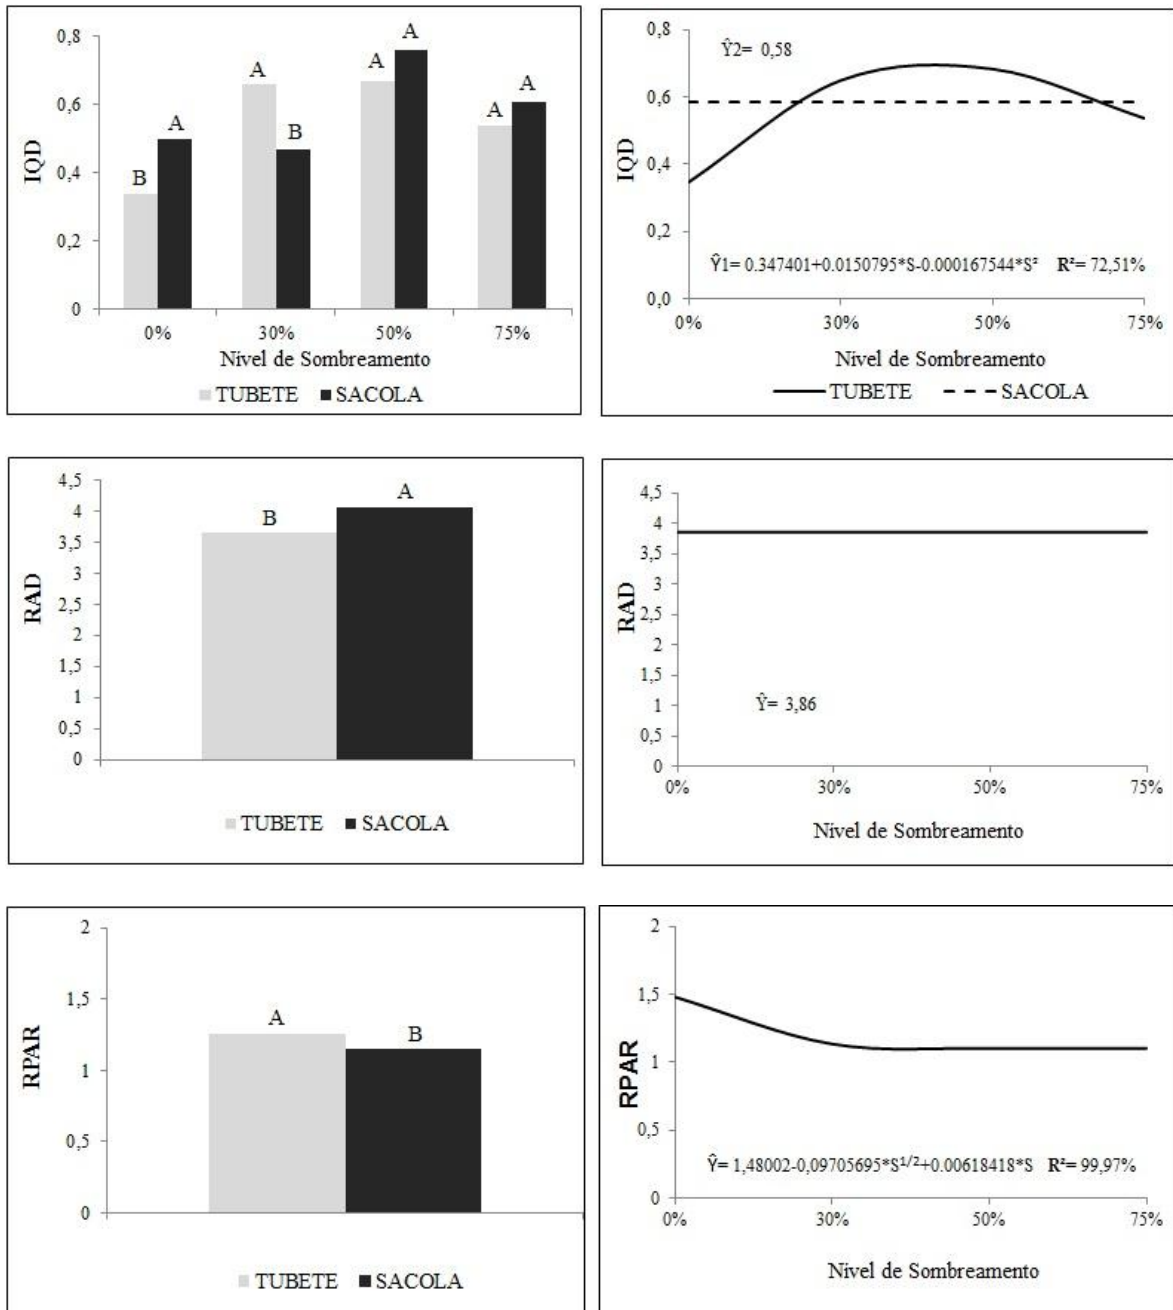 0,8
0,6
0,4
0,2
0
IQD
B
A
A
B
A
A
A
A
0%
30%
50%
75%
Nível de Sombreamento
TUBETE SACOLA
0,8
0,6
0,4
0,2
0,0
IQD
Ŷ2= 0,58
Ŷ1= 0.347401+0.0150795*S-0.000167544*S² R²= 72,51%
0%
30%
50%
75%
Nível de Sombreamento
TUBETE SACOLA
4,5
4
3,5
3
2,5
2
1,5
1
0,5
0
RAD
B
A
TUBETE SACOLA
4,5
4
3,5
3
2,5
2
1,5
1
0,5
0
RAD
Ŷ= 3,86
0%
30%
50%
75%
Nível de Sombreamento
2
1,5
1
0,5
0
RPAR
A
B
TUBETE SACOLA
2
1,5
1
0,5
0
RPAR
Ŷ= 1,48002-0,09705695*S^1/2+0.00618418*S R²= 99,97%
0%
30%
50%
75%
Nível de Sombreamento